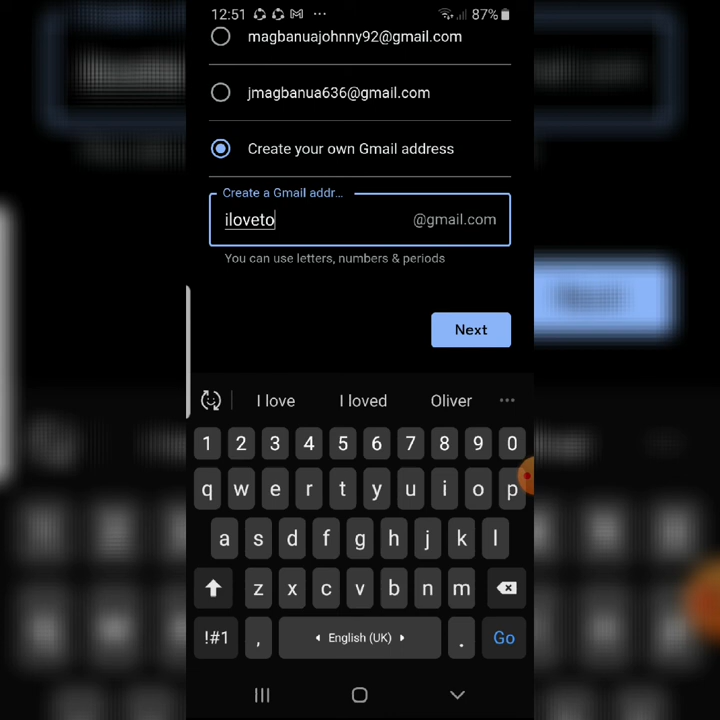 12:51 87%
magbanuajohnny92@gmail.com
jmagbanua636@gmail.com
Create your own Gmail address
Create a Gmail addr...
iloveto @gmail.com
You can use letters, numbers & periods
Next
I love I loved Oliver
1 2 3 4 5 6 7 8 9 0
q w e r t y u i o p
a s d f g h j k l
z x c v b n m
!#1 , English (UK) . Go